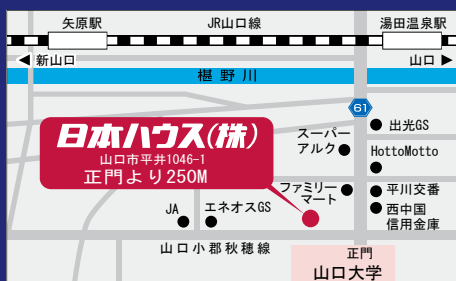 矢原駅
JR山口線
湯田温泉駅
◀新山口
山口▶
椹野川
61
日本ハウス(株)
山口市平井1046-1
正門より250M
スーパー
アルク
出光GS
HottoMotto
ファミリー
マート
平川交番
西中国
信用金庫
JA
エネオスGS
山口小郡秋穂線
正門
山口大学